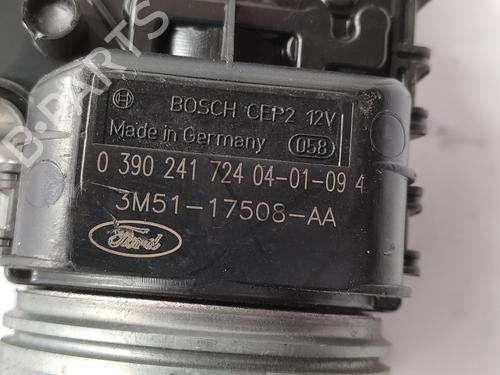 BOSCH CEP2 12V
Made in Germany 058
0 390 241 724 04-01-09 4
3M51-17508-AA
Ford
B-PARTS